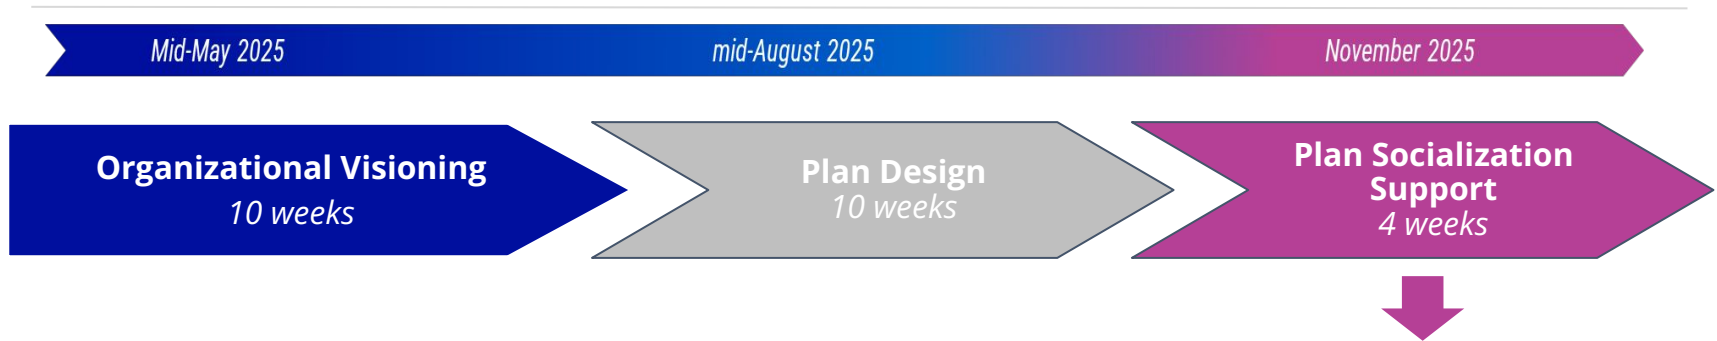 Mid-May 2025
mid-August 2025
November 2025
Organizational Visioning
10 weeks
Plan Design
10 weeks
Plan Socialization
Support
4 weeks